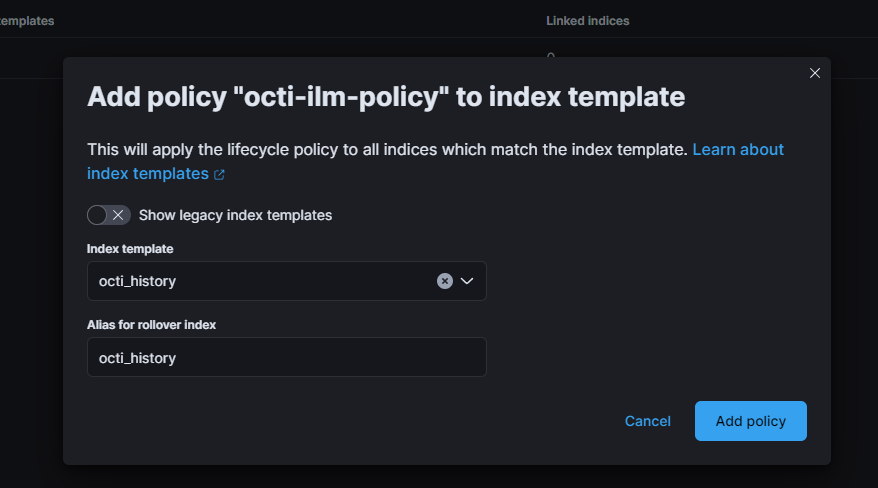 templates
Linked indices
Add policy "octi-ilm-policy" to index template
This will apply the lifecycle policy to all indices which match the index template. Learn about
index templates
Show legacy index templates
Index template
octi_history
Alias for rollover index
octi_history
Cancel
Add policy